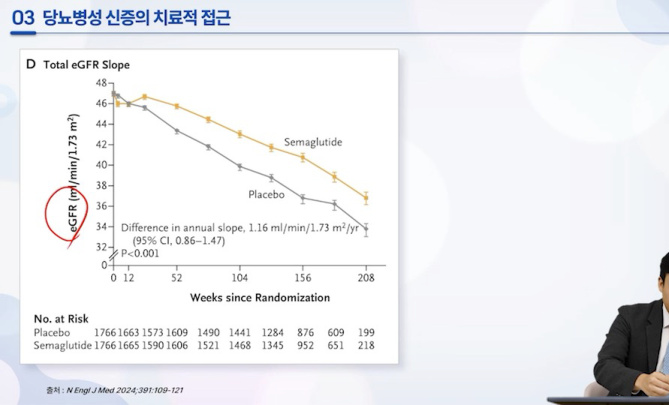 03 당뇨병성 신증의 치료적 접근
D Total eGFR Slope
48
46
44
42
40
38
36
34
32
0
eGFR (ml/min/1.73 m²)
Semaglutide
Placebo
Difference in annual slope, 1.16 ml/min/1.73 m²/yr
(95% CI, 0.86–1.47)
P<0.001
0 12 52 104 156 208
Weeks since Randomization
No. at Risk
Placebo 1766 1663 1573 1609 1490 1441 1284 876 609 199
Semaglutide 1766 1665 1590 1606 1521 1468 1345 952 651 218
출처 : N Engl J Med 2024;391:109-121